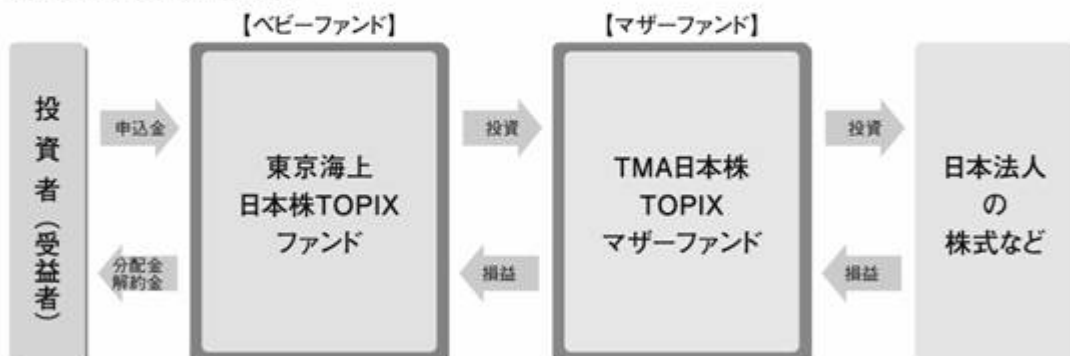 【ベビーファンド】
【マザーファンド】
投資者(受益者)
申込金
分配金
解約金
東京海上
日本株TOPIX
ファンド
投資
損益
TMA日本株
TOPIX
マザーファンド
投資
損益
日本法人
の
株式など